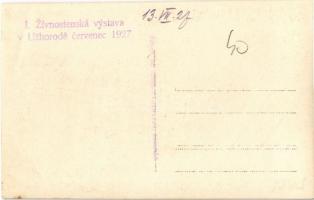 I. Živnostenská výstava
v Užhorodě červenec 1927
13.VII.27
40